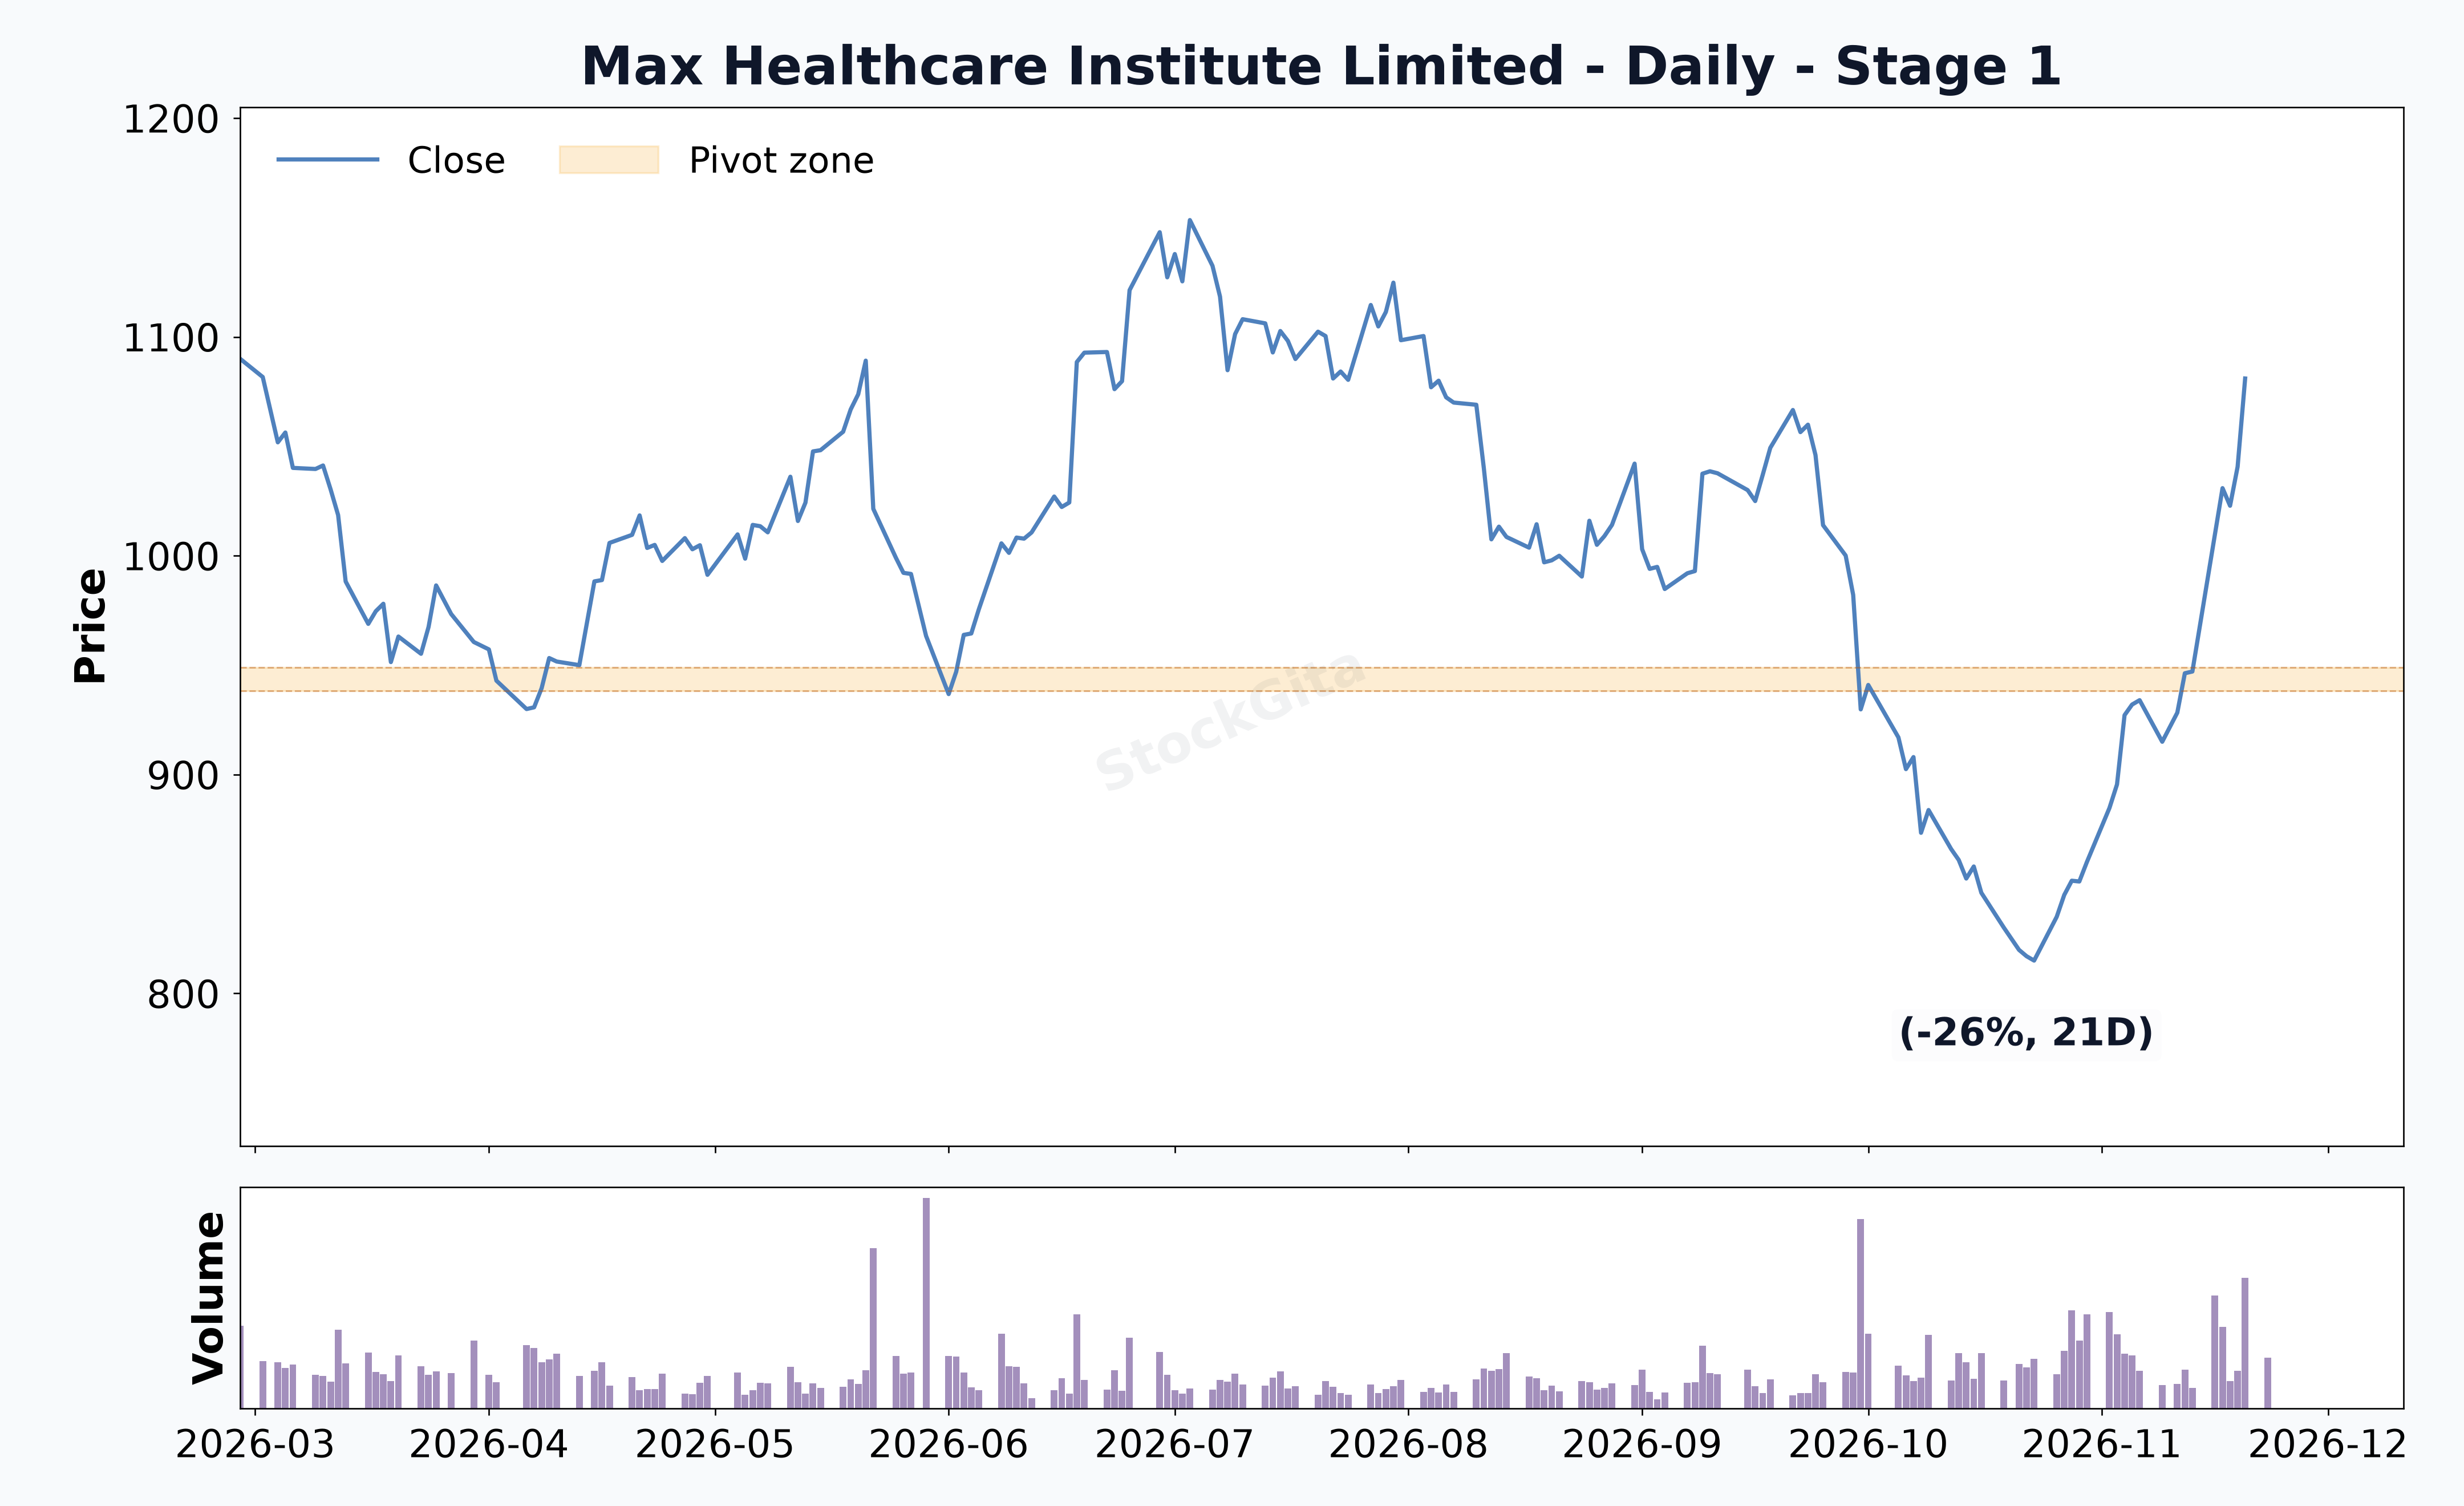 Max Healthcare Institute Limited - Daily - Stage 1
Close
Pivot zone
Price
1200
1100
1000
900
800
StockGita
(-26%, 21D)
Volume
2026-03
2026-04
2026-05
2026-06
2026-07
2026-08
2026-09
2026-10
2026-11
2026-12